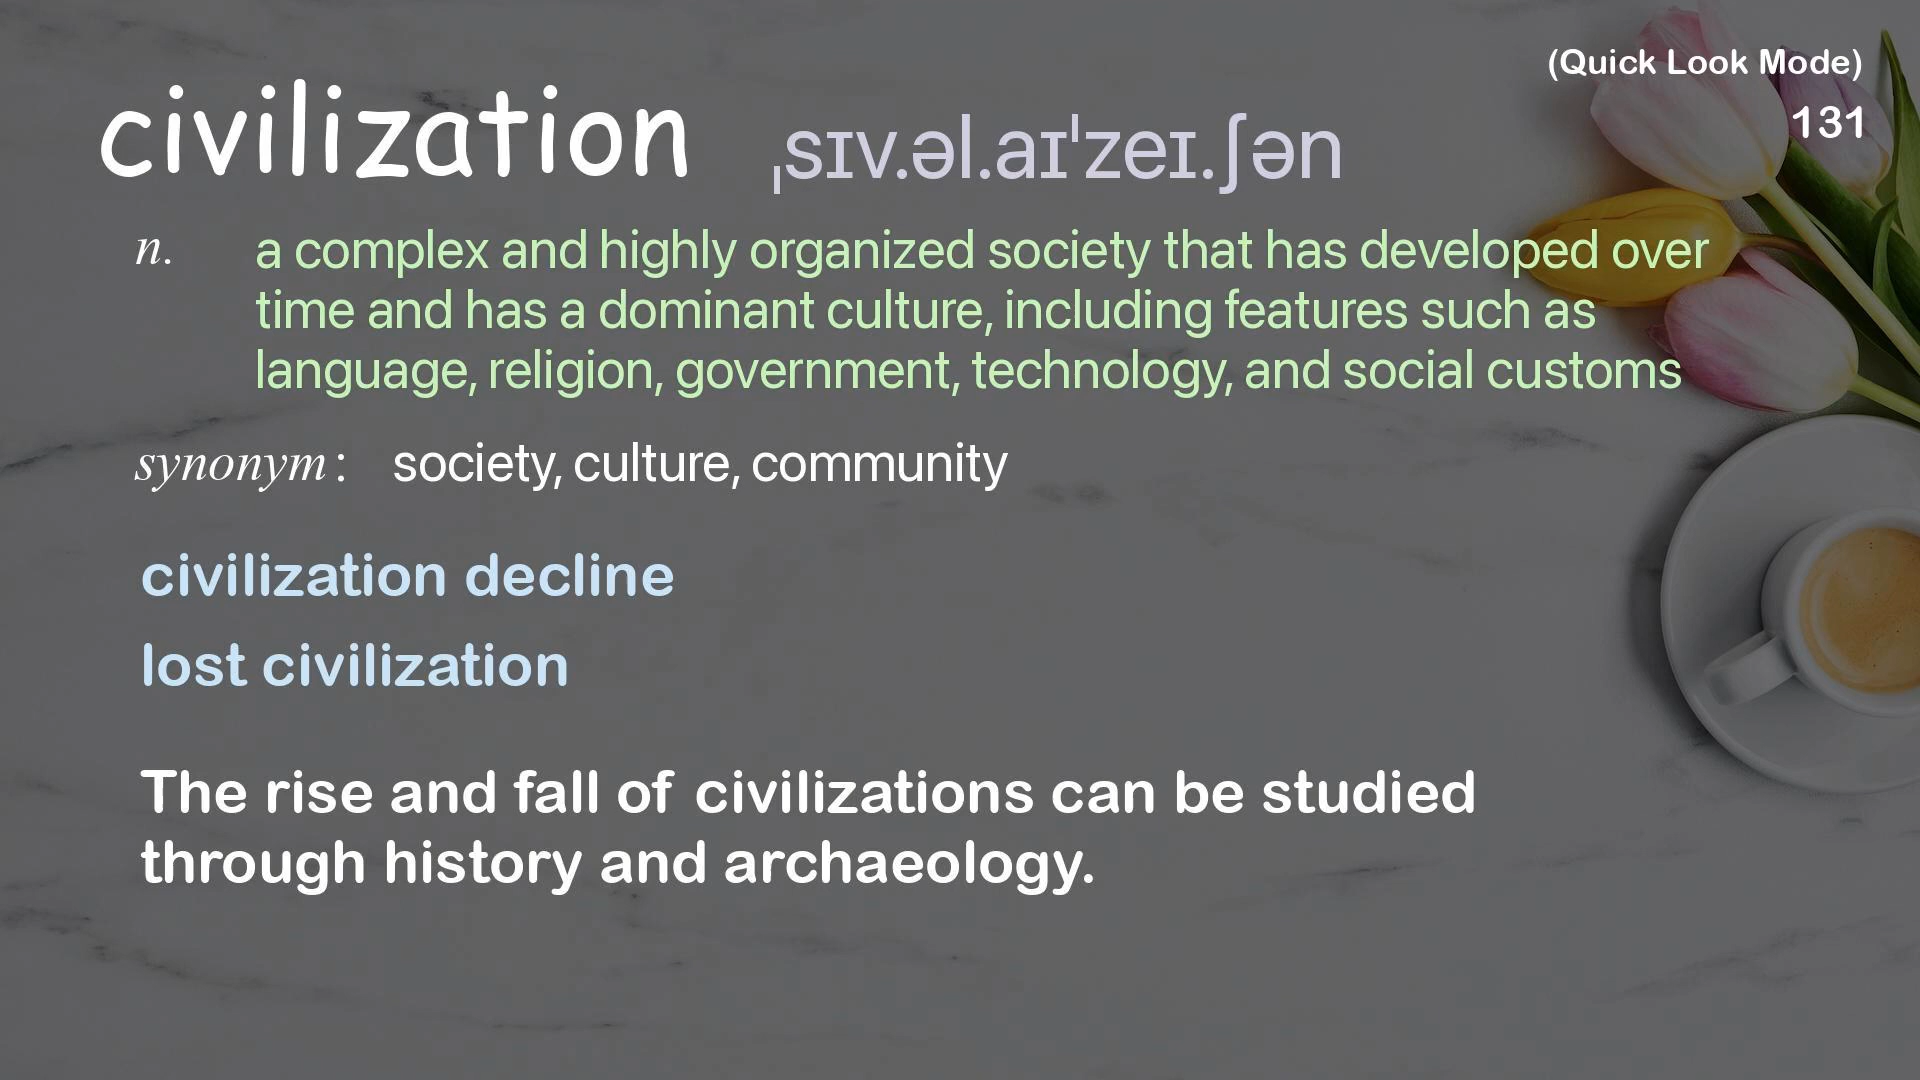 (Quick Look Mode)
131
civilization ˌsɪv.əl.aɪˈzeɪ.ʃən
n. a complex and highly organized society that has developed over
time and has a dominant culture, including features such as
language, religion, government, technology, and social customs
synonym : society, culture, community
civilization decline
lost civilization
The rise and fall of civilizations can be studied
through history and archaeology.